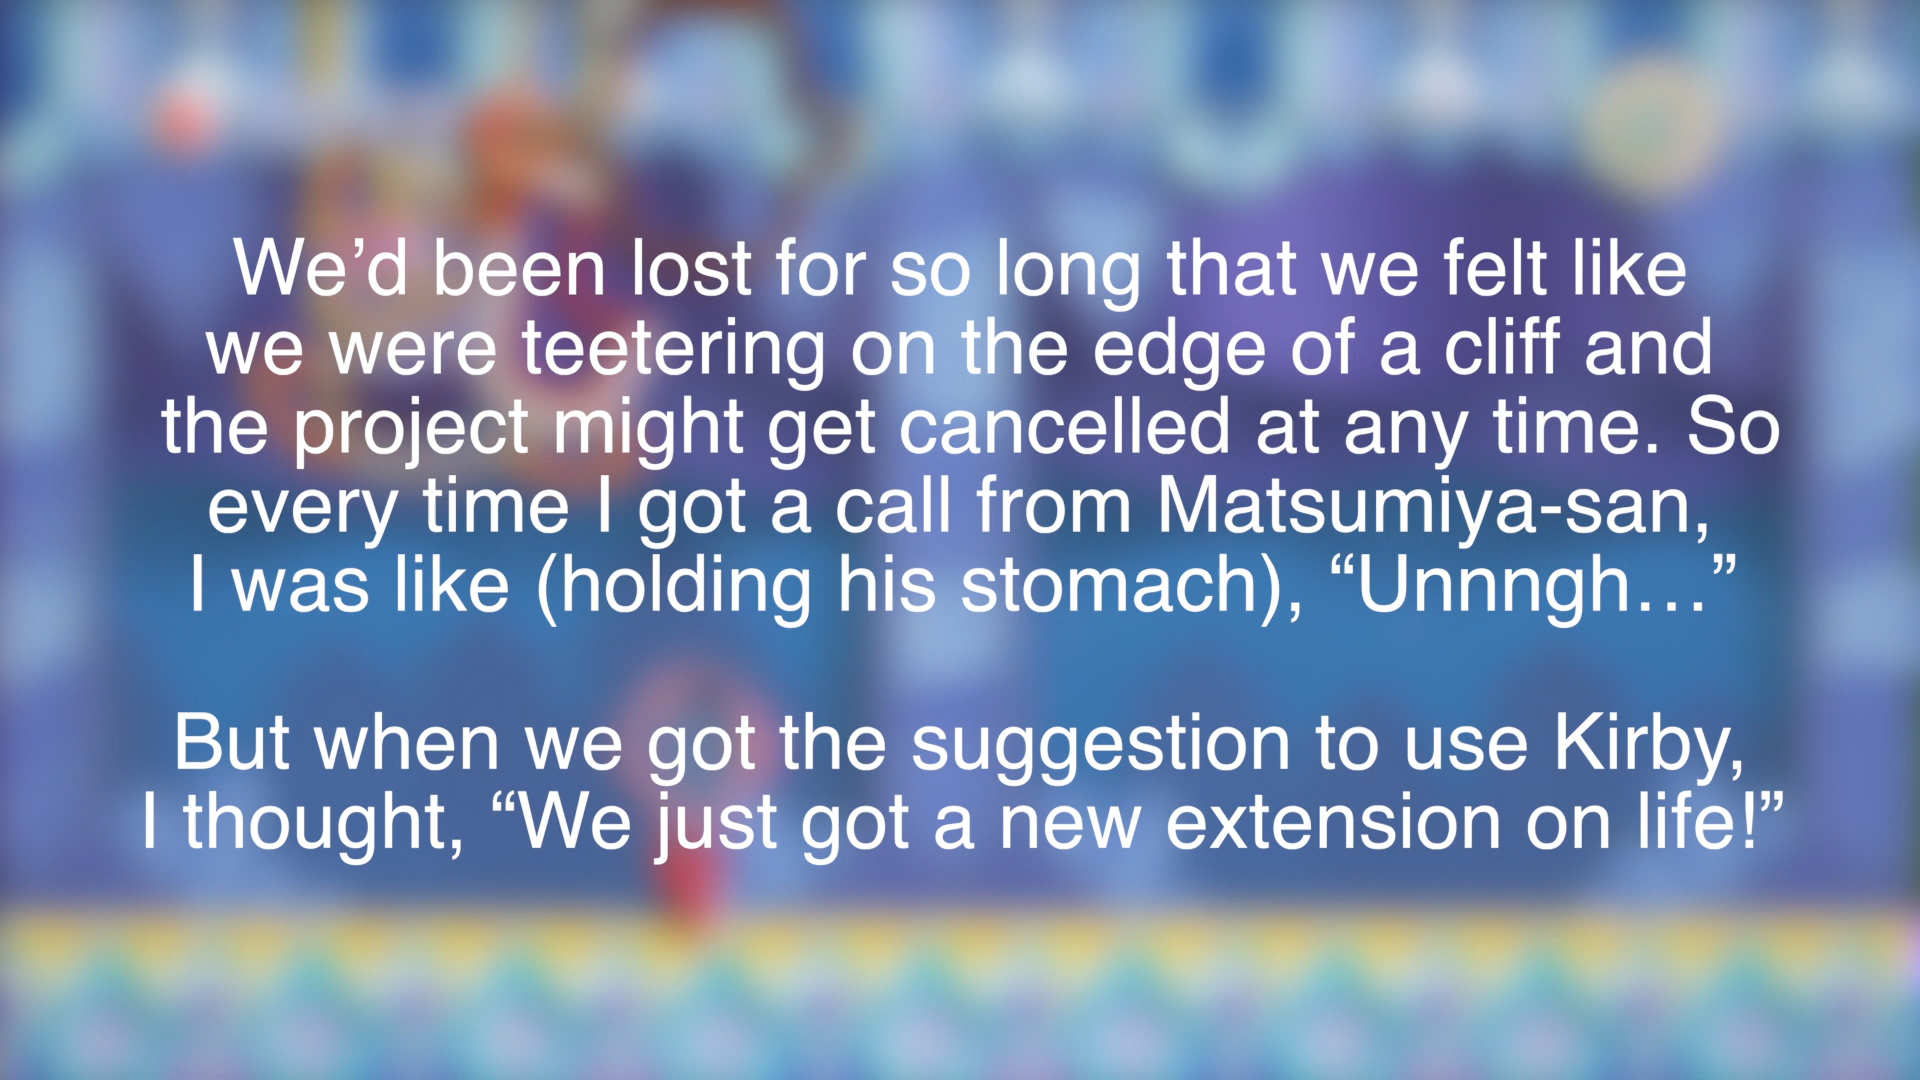 We’d been lost for so long that we felt like
we were teetering on the edge of a cliff and
the project might get cancelled at any time. So
every time I got a call from Matsumiya-san,
I was like (holding his stomach), “Unnngh…”
But when we got the suggestion to use Kirby,
I thought, “We just got a new extension on life!”